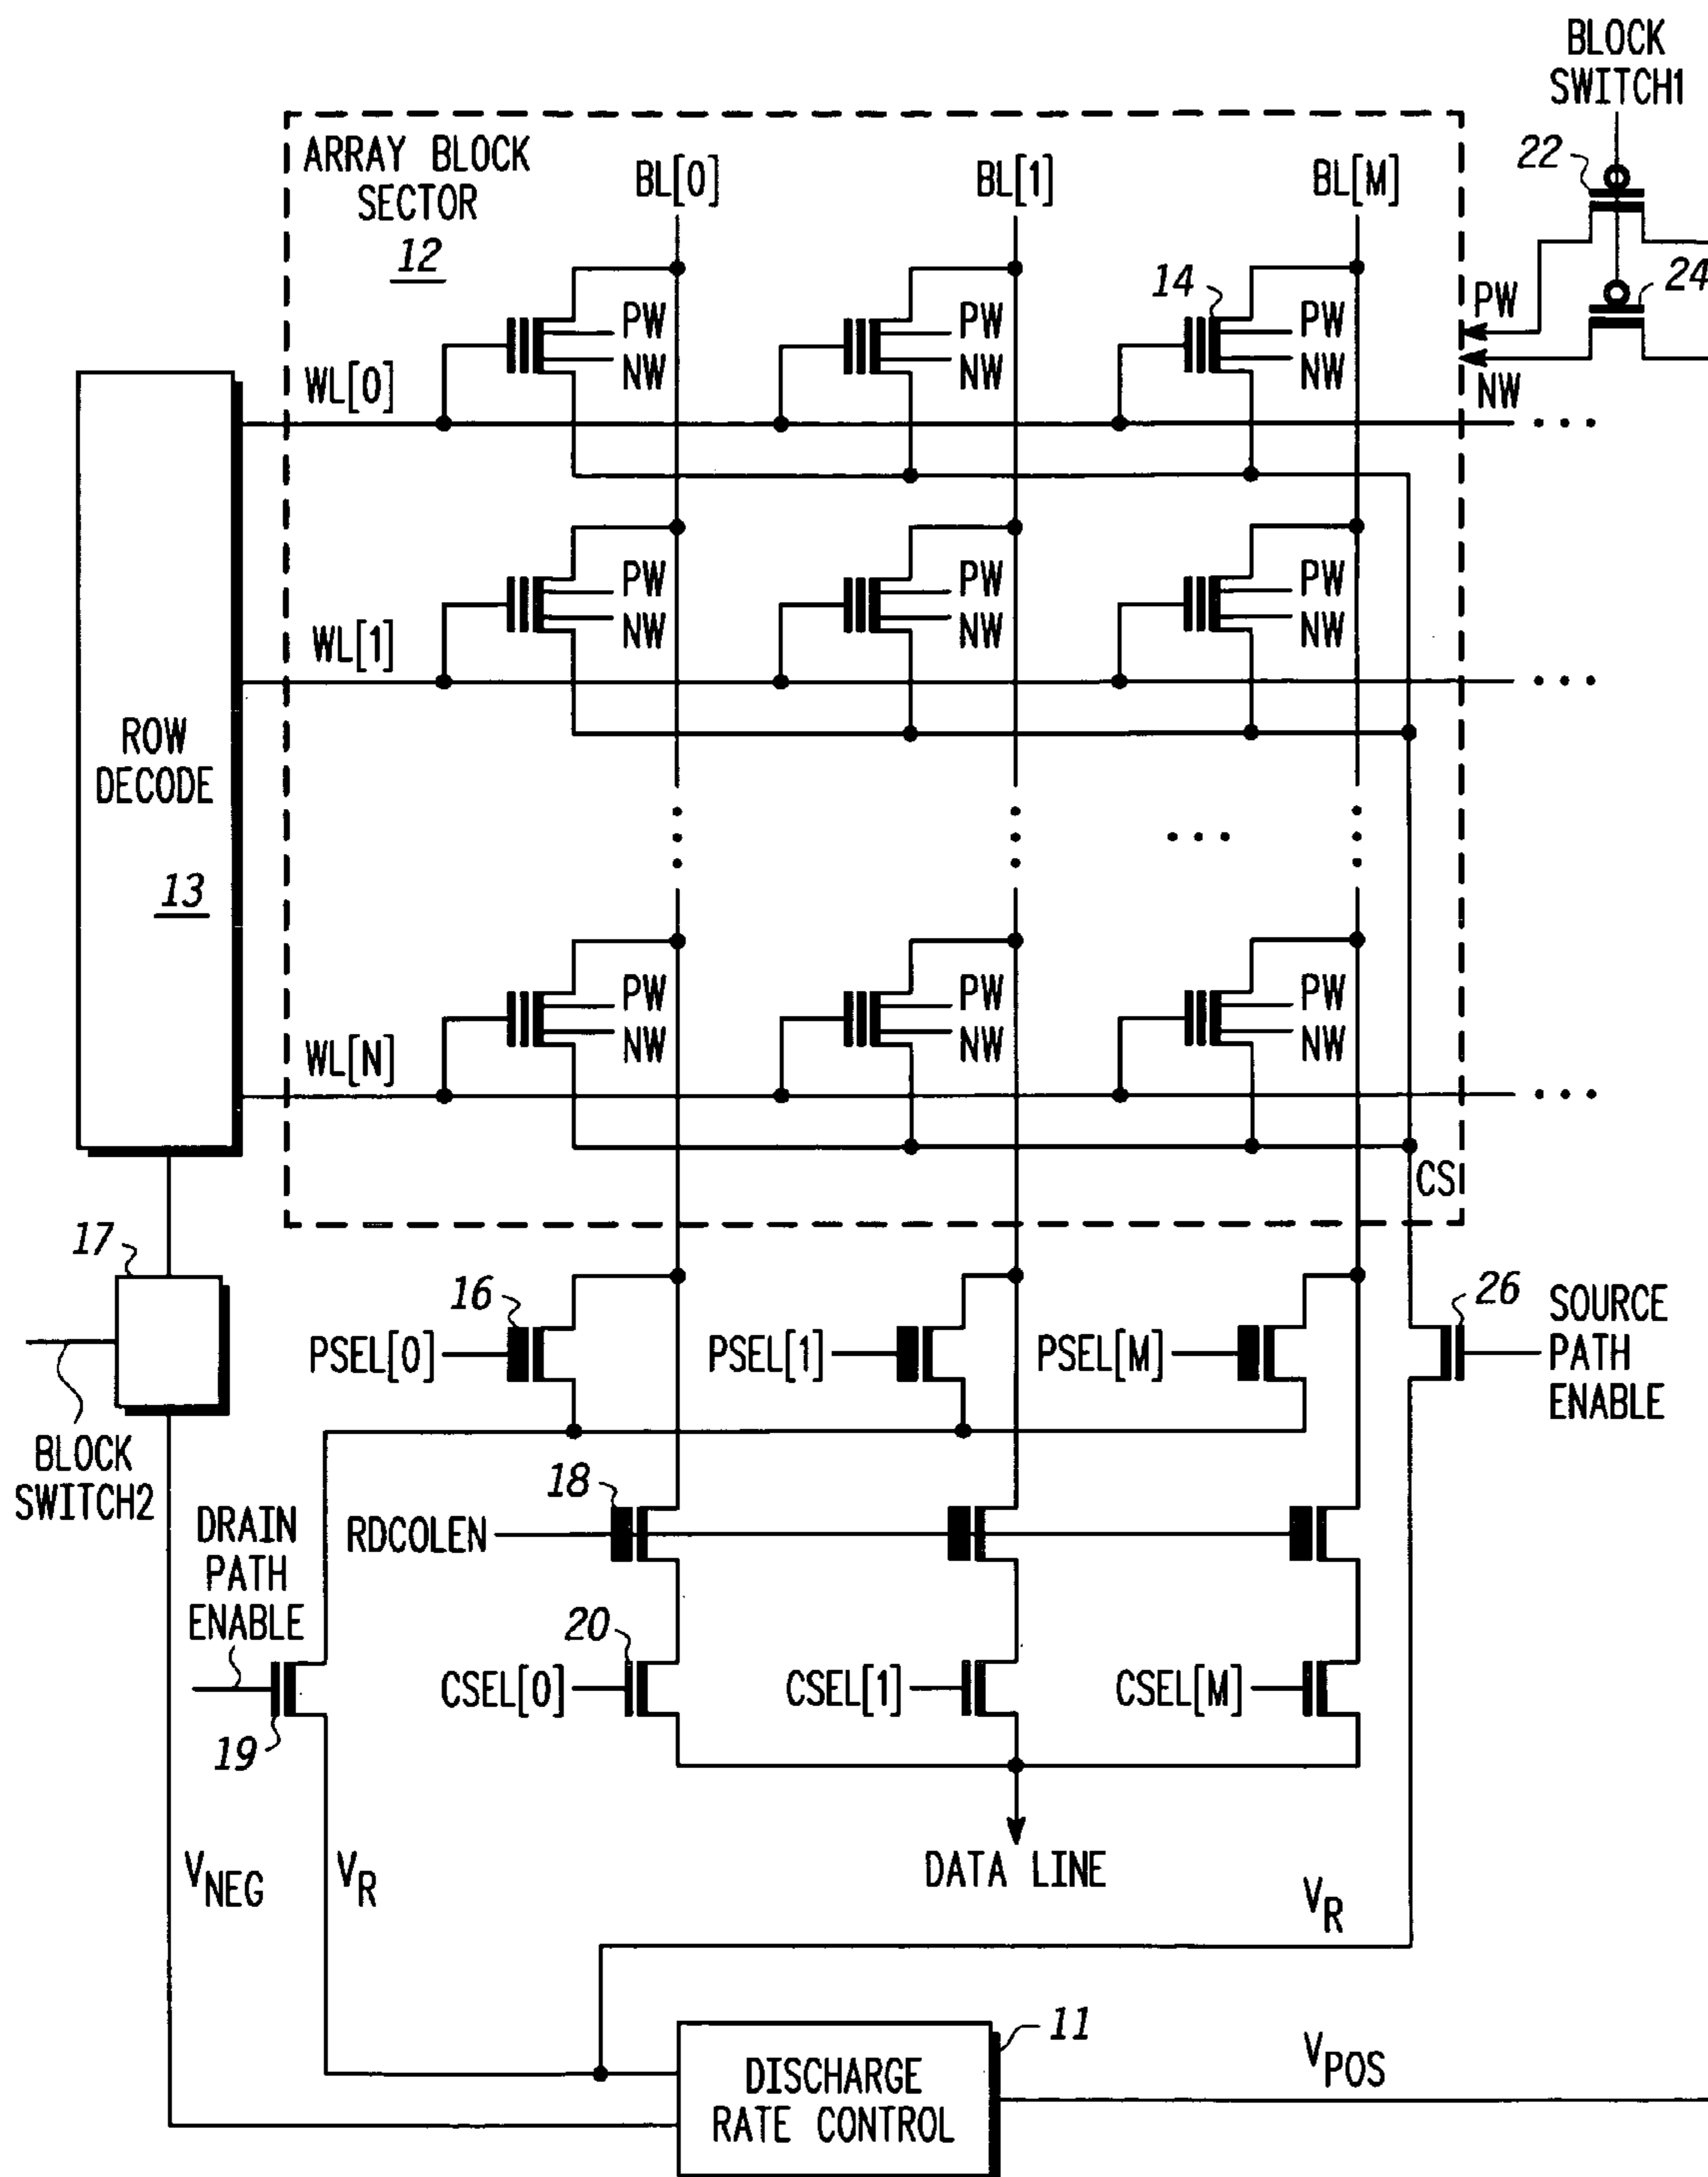 BLOCK
SWITCH1
ARRAY BLOCK
SECTOR
12
BL[0]
BL[1]
BL[M]
22
24
14
PW
NW
PW
NW
PW
NW
PW
NW
WL[0]
...
PW
NW
PW
NW
PW
NW
WL[1]
...
ROW
DECODE
13
...
PW
NW
PW
NW
PW
NW
WL[N]
...
CS
17
16
26
PSEL[0]
PSEL[1]
PSEL[M]
SOURCE
PATH
ENABLE
BLOCK
SWITCH2
18
RDCOLEN
DRAIN
PATH
ENABLE
19
20
CSEL[0]
CSEL[1]
CSEL[M]
DATA LINE
VNEG
VR
VR
11
DISCHARGE
RATE CONTROL
VPOS